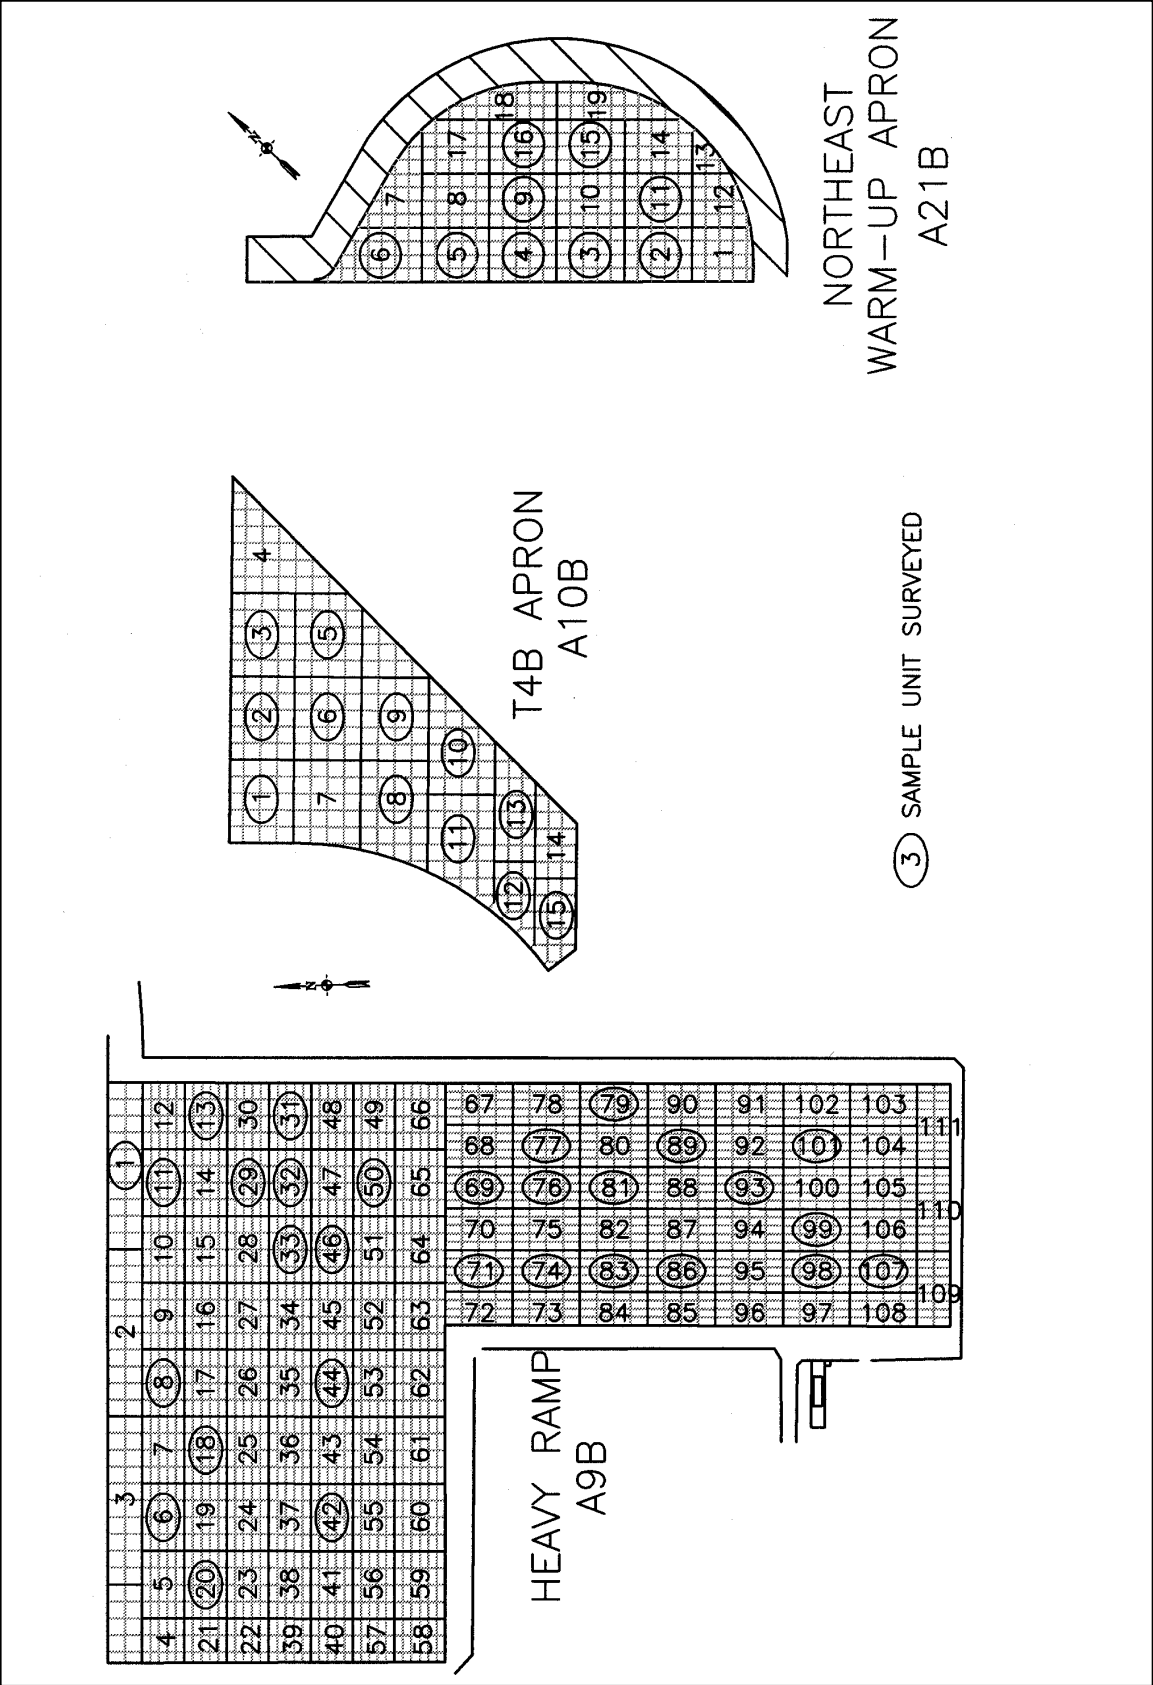 NORTHEAST
WARM-UP APRON
A21B
18
19
17
16
15
14
13
7
8
9
10
11
12
6
5
4
3
2
1
N
T4B APRON
A10B
4
3
5
2
6
9
10
1
7
8
11
13
14
12
15
3 SAMPLE UNIT SURVEYED
N
HEAVY RAMP
A9B
1
2
3
12 13 30 31 48 49 66
11 14 29 32 47 50 65
10 15 28 33 46 51 64
9 16 27 34 45 52 63
8 17 26 35 44 53 62
7 18 25 36 43 54 61
6 19 24 37 42 55 60
5 20 23 38 41 56 59
4 21 22 39 40 57 58
67 78 79 90 91 102 103
68 77 80 89 92 101 104
69 76 81 88 93 100 105
70 75 82 87 94 99 106
71 74 83 86 95 98 107
72 73 84 85 96 97 108
111
110
109